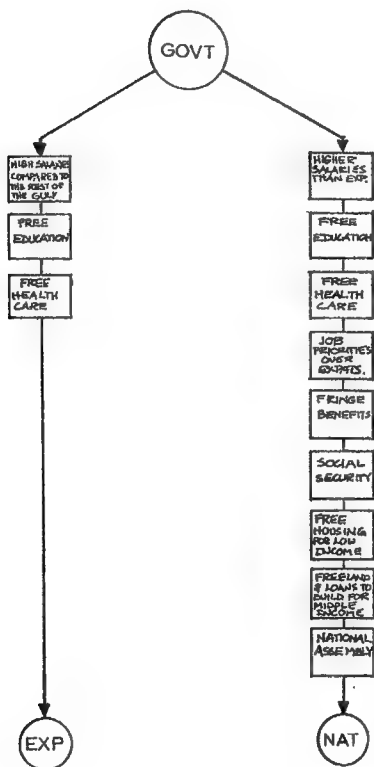 GOVT
HIGH SALARIES
COMPARED TO
THE REST OF
THE GULF
FREE
EDUCATION
FREE
HEALTH
CARE
EXP
HIGHER
SALARIES
THAN EXP.
FREE
EDUCATION
FREE
HEALTH
CARE
JOB
PRIORITIES
OVER
EXPATS.
FRINGE
BENEFITS
SOCIAL
SECURITY
FREE
HOUSING
FOR LOW
INCOME
FREE LAND
& LOANS TO
BUILD FOR
MIDDLE
INCOME
NATIONAL
ASSEMBLY
NAT